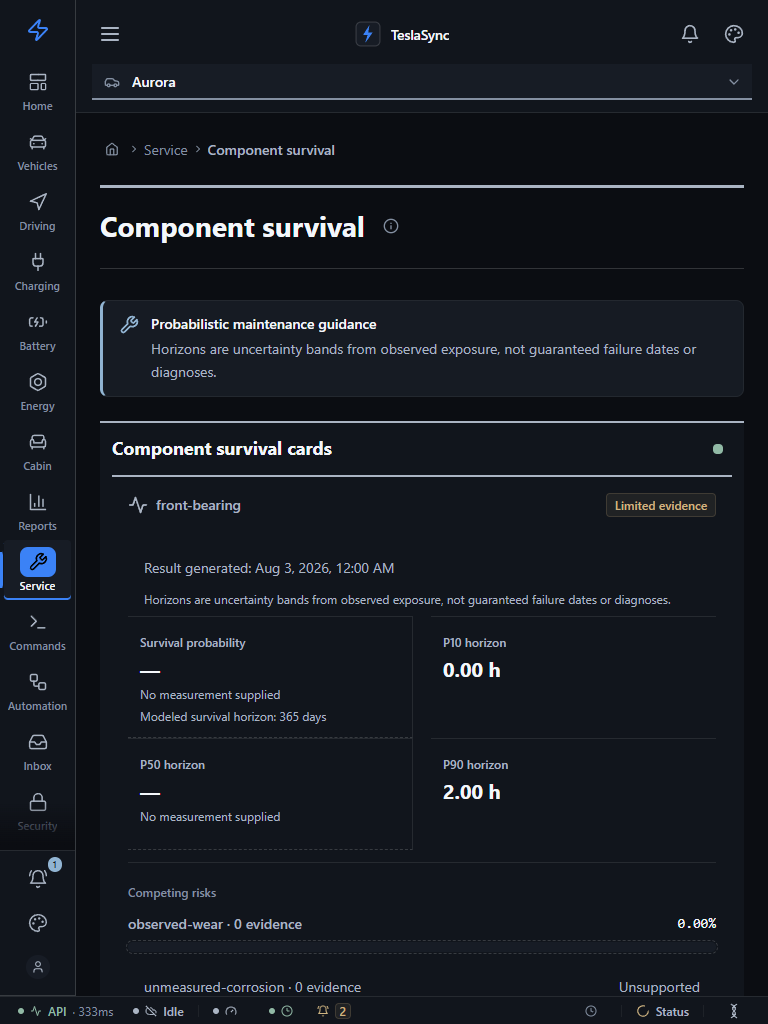 TeslaSync
Aurora
Home
Vehicles
Driving
Charging
Battery
Energy
Cabin
Reports
Service
Commands
Automation
Inbox
Security
1
Service
Component survival
Component survival
Probabilistic maintenance guidance
Horizons are uncertainty bands from observed exposure, not guaranteed failure dates or
diagnoses.
Component survival cards
front-bearing
Limited evidence
Result generated: Aug 3, 2026, 12:00 AM
Horizons are uncertainty bands from observed exposure, not guaranteed failure dates or diagnoses.
Survival probability
—
No measurement supplied
Modeled survival horizon: 365 days
P10 horizon
0.00 h
P50 horizon
—
No measurement supplied
P90 horizon
2.00 h
Competing risks
observed-wear · 0 evidence
0.00%
unmeasured-corrosion · 0 evidence
Unsupported
API · 333ms
Idle
2
Status